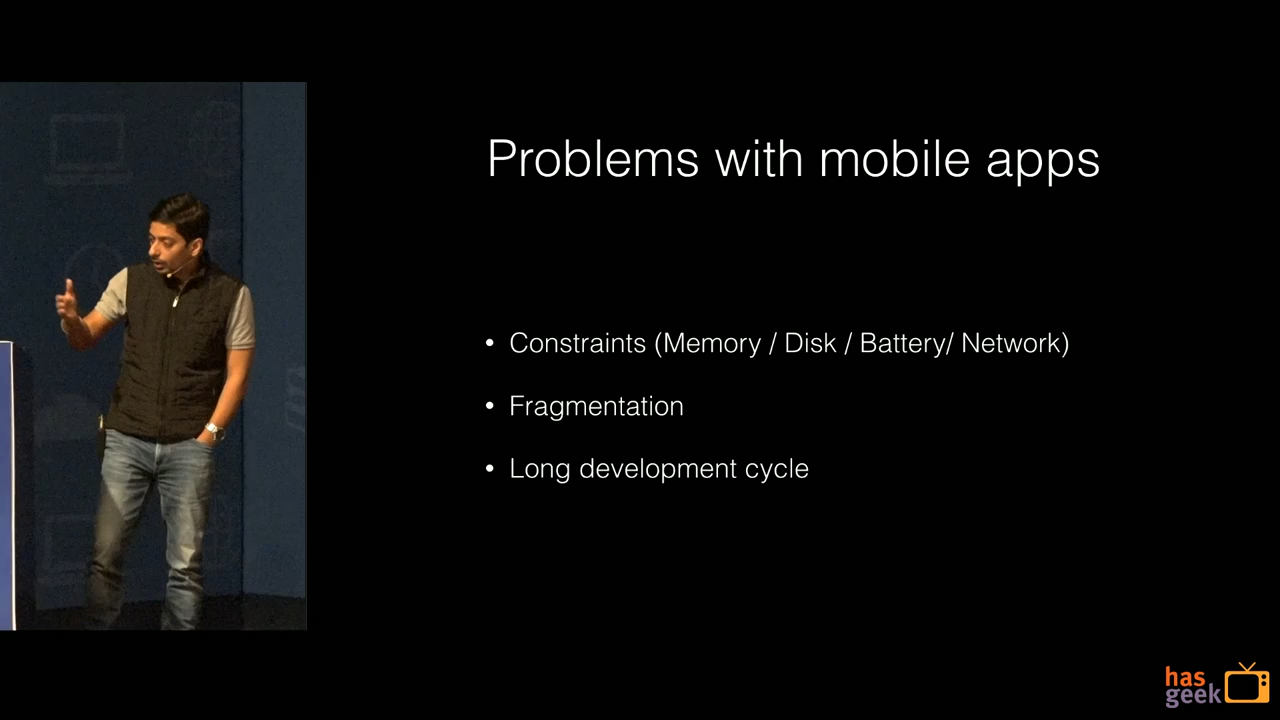 Problems with mobile apps
• Constraints (Memory / Disk / Battery/ Network)
• Fragmentation
• Long development cycle
has
geek